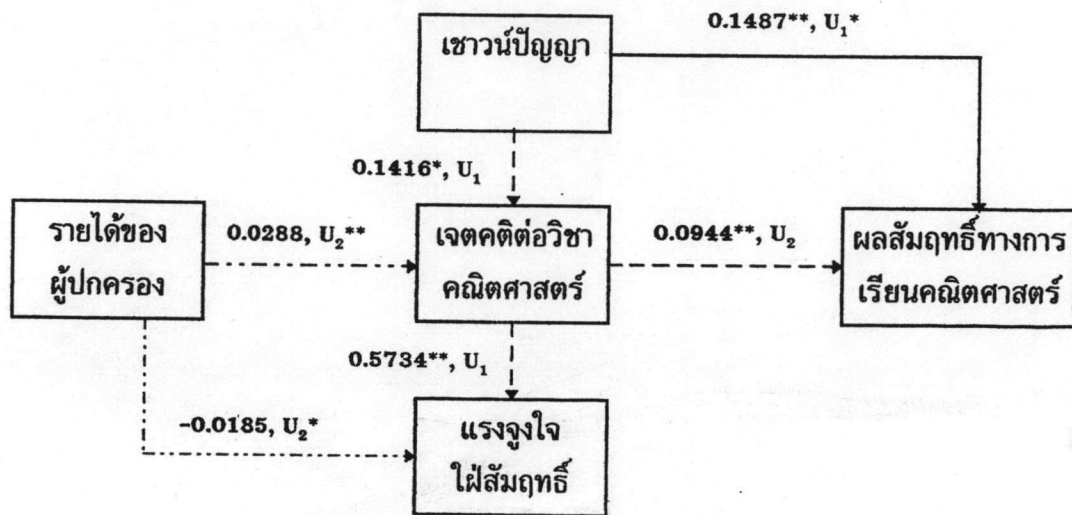 0.1487**, U₁*
เชาวน์ปัญญา
0.1416*, U₁
รายได้ของ
ผู้ปกครอง
0.0288, U₂**
เจตคติต่อวิชา
คณิตศาสตร์
0.0944**, U₂
ผลสัมฤทธิ์ทางการ
เรียนคณิตศาสตร์
0.5734**, U₁
-0.0185, U₂*
แรงจูงใจ
ใฝ่สัมฤทธิ์